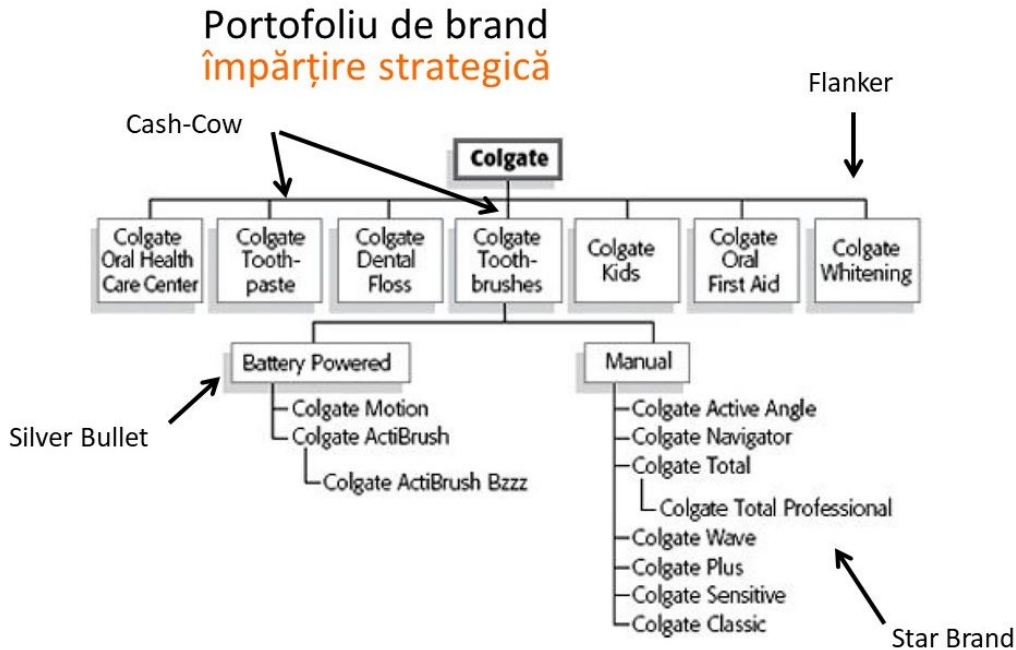 Portofoliu de brand
împărțire strategică
Flanker
Cash-Cow
Colgate
Colgate
Oral Health
Care Center
Colgate
Tooth-
paste
Colgate
Dental
Floss
Colgate
Tooth-
brushes
Colgate
Kids
Colgate
Oral
First Aid
Colgate
Whitening
Battery Powered
Manual
Silver Bullet
Colgate Motion
Colgate ActiBrush
Colgate ActiBrush Bzzz
Colgate Active Angle
Colgate Navigator
Colgate Total
Colgate Total Professional
Colgate Wave
Colgate Plus
Colgate Sensitive
Colgate Classic
Star Brand